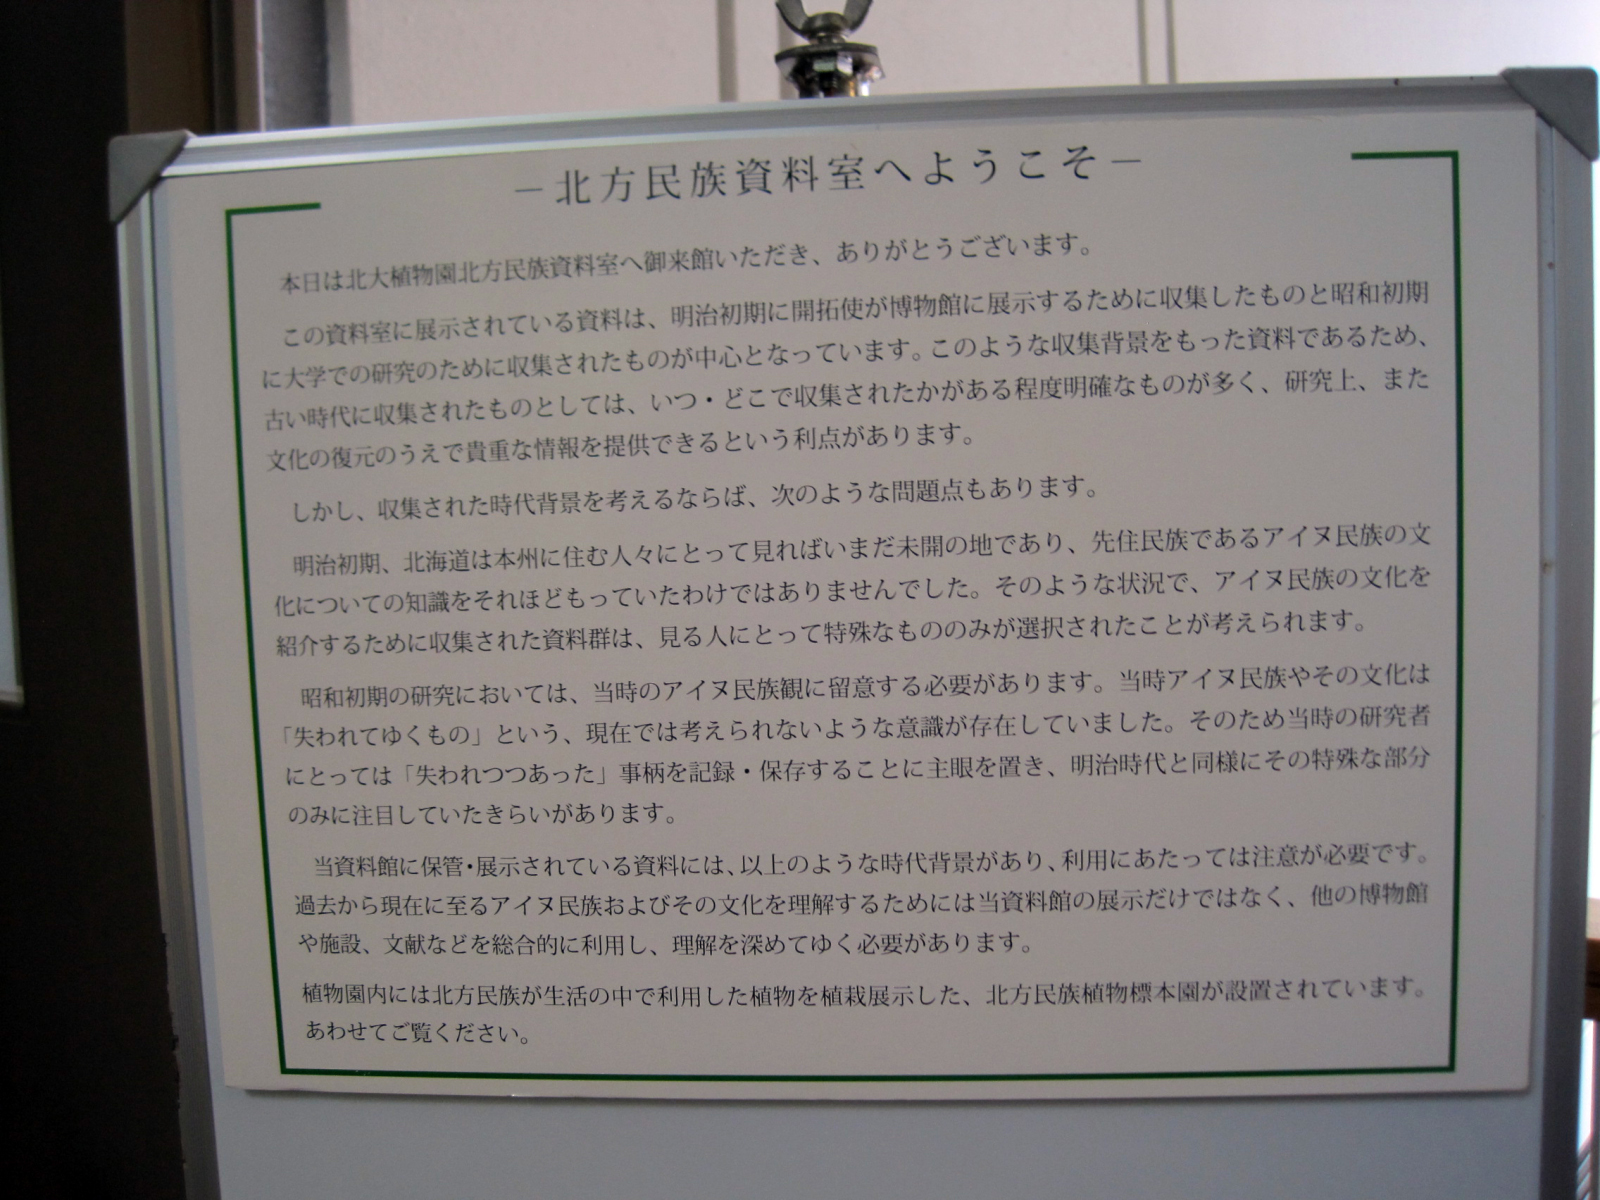 －北方民族資料室へようこそ－
本日は北大植物園北方民族資料室へ御来館いただき、ありがとうございます。
この資料室に展示されている資料は、明治初期に開拓使が博物館に展示するために収集したものと昭和初期
に大学での研究のために収集されたものが中心となっています。このような収集背景をもった資料であるため、
古い時代に収集されたものとしては、いつ・どこで収集されたかがある程度明確なものが多く、研究上、また
文化の復元のうえで貴重な情報を提供できるという利点があります。
しかし、収集された時代背景を考えるならば、次のような問題点もあります。
明治初期、北海道は本州に住む人々にとって見ればいまだ未開の地であり、先住民族であるアイヌ民族の文
化についての知識をそれほどもっていたわけではありませんでした。そのような状況で、アイヌ民族の文化を
紹介するために収集された資料群は、見る人にとって特殊なもののみが選択されたことが考えられます。
昭和初期の研究においては、当時のアイヌ民族観に留意する必要があります。当時アイヌ民族やその文化は
「失われてゆくもの」という、現在では考えられないような意識が存在していました。そのため当時の研究者
にとっては「失われつつあった」事柄を記録・保存することに主眼を置き、明治時代と同様にその特殊な部分
のみに注目していたきらいがあります。
当資料館に保管・展示されている資料には、以上のような時代背景があり、利用にあたっては注意が必要です。
過去から現在に至るアイヌ民族およびその文化を理解するためには当資料館の展示だけではなく、他の博物館
や施設、文献などを総合的に利用し、理解を深めてゆく必要があります。
植物園内には北方民族が生活の中で利用した植物を植栽展示した、北方民族植物標本園が設置されています。
あわせてご覧ください。